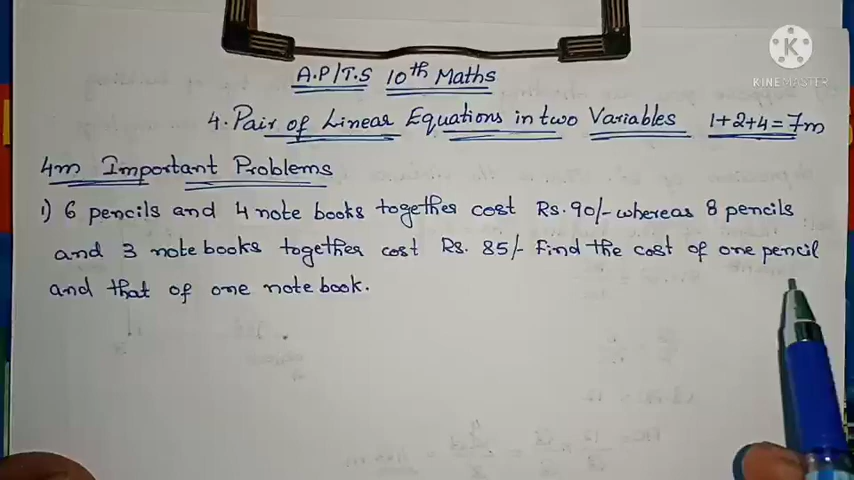 A.P/T.S 10th Maths
4. Pair of Linear Equations in two Variables 1+2+4=7m
4m Important Problems
1) 6 pencils and 4 note books together cost Rs. 90/- whereas 8 pencils
and 3 note books together cost Rs. 85/- find the cost of one pencil
and that of one note book.
K
KINEMASTER